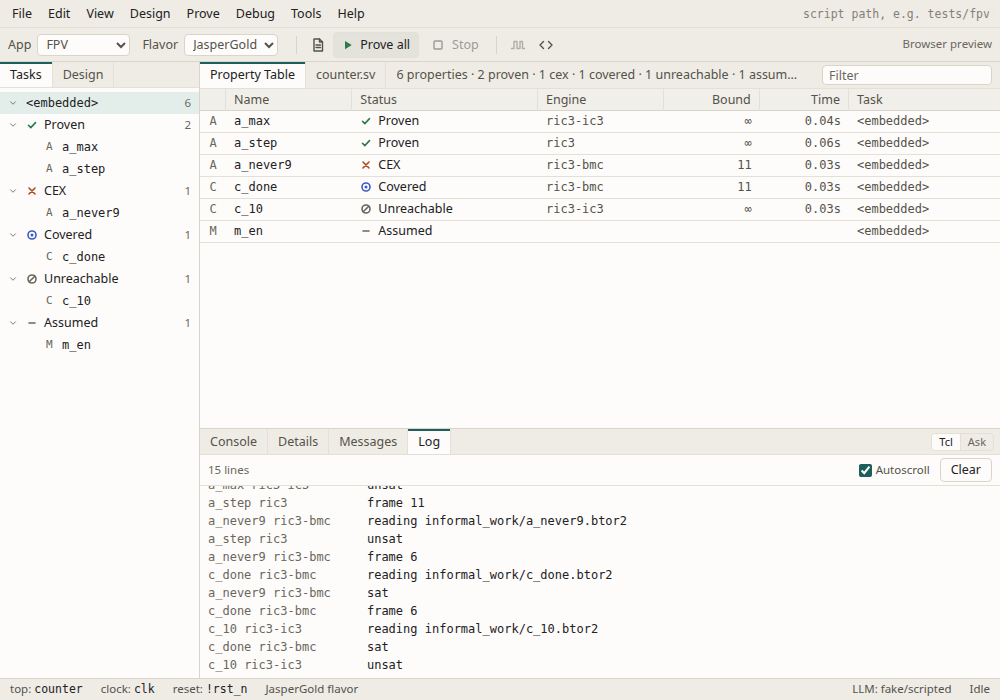 File Edit View Design Prove Debug Tools Help script path, e.g. tests/fpv
App FPV Flavor JasperGold Prove all Stop Browser preview
Tasks Design
<embedded> 6
Proven 2
A a_max
A a_step
CEX 1
A a_never9
Covered 1
C c_done
Unreachable 1
C c_10
Assumed 1
M m_en
Property Table counter.sv 6 properties · 2 proven · 1 cex · 1 covered · 1 unreachable · 1 assum... Filter
Name Status Engine Bound Time Task
A a_max Proven ric3-ic3 ∞ 0.04s <embedded>
A a_step Proven ric3 ∞ 0.06s <embedded>
A a_never9 CEX ric3-bmc 11 0.03s <embedded>
C c_done Covered ric3-bmc 11 0.03s <embedded>
C c_10 Unreachable ric3-ic3 ∞ 0.03s <embedded>
M m_en Assumed <embedded>
Console Details Messages Log Tcl Ask
15 lines Autoscroll Clear
a_max ric3-ic3 unsat
a_step ric3 frame 11
a_never9 ric3-bmc reading informal_work/a_never9.btor2
a_step ric3 unsat
a_never9 ric3-bmc frame 6
c_done ric3-bmc reading informal_work/c_done.btor2
a_never9 ric3-bmc sat
c_done ric3-bmc frame 6
c_10 ric3-ic3 reading informal_work/c_10.btor2
c_done ric3-bmc sat
c_10 ric3-ic3 unsat
top: counter clock: clk reset: !rst_n JasperGold flavor LLM: fake/scripted Idle